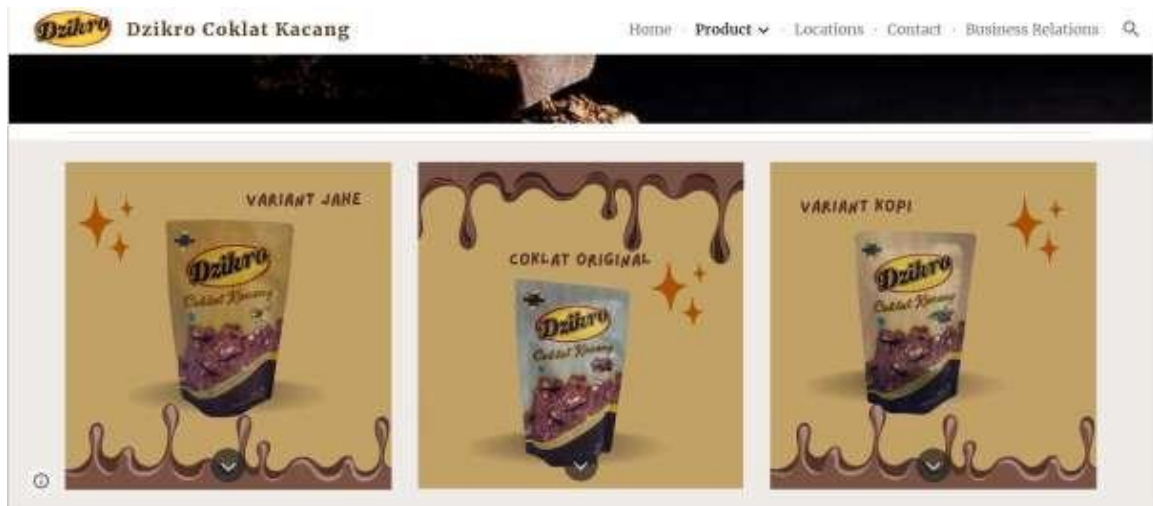 Dzikro
Dzikro Coklat Kacang
Home
Product
Locations
Contact
Business Relations
VARIANT JAHE
Dzikro
Coklat Kacang
COKLAT ORIGINAL
Dzikro
Coklat Kacang
VARIANT KOPI
Dzikro
Coklat Kacang